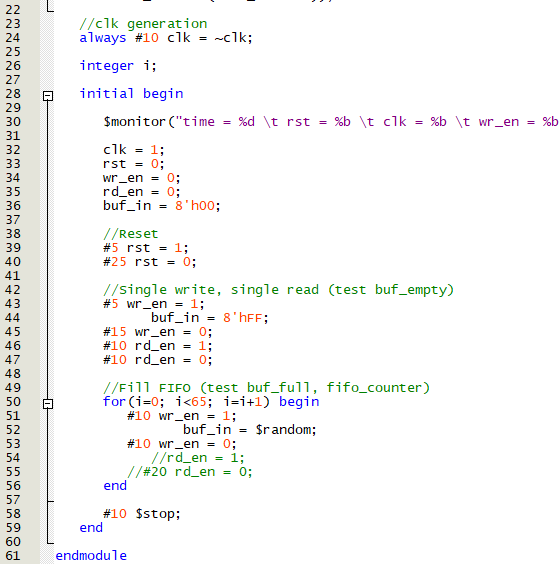 22
23 //clk generation
24 always #10 clk = ~clk;
25
26 integer i;
27
28 initial begin
29
30 $monitor("time = %d \t rst = %b \t clk = %b \t wr_en = %b
31
32 clk = 1;
33 rst = 0;
34 wr_en = 0;
35 rd_en = 0;
36 buf_in = 8'h00;
37
38 //Reset
39 #5 rst = 1;
40 #25 rst = 0;
41
42 //Single write, single read (test buf_empty)
43 #5 wr_en = 1;
44 buf_in = 8'hFF;
45 #15 wr_en = 0;
46 #10 rd_en = 1;
47 #10 rd_en = 0;
48
49 //Fill FIFO (test buf_full, fifo_counter)
50 for(i=0; i<65; i=i+1) begin
51 #10 wr_en = 1;
52 buf_in = $random;
53 #10 wr_en = 0;
54 //rd_en = 1;
55 //#20 rd_en = 0;
56 end
57
58 #10 $stop;
59 end
60
61 endmodule